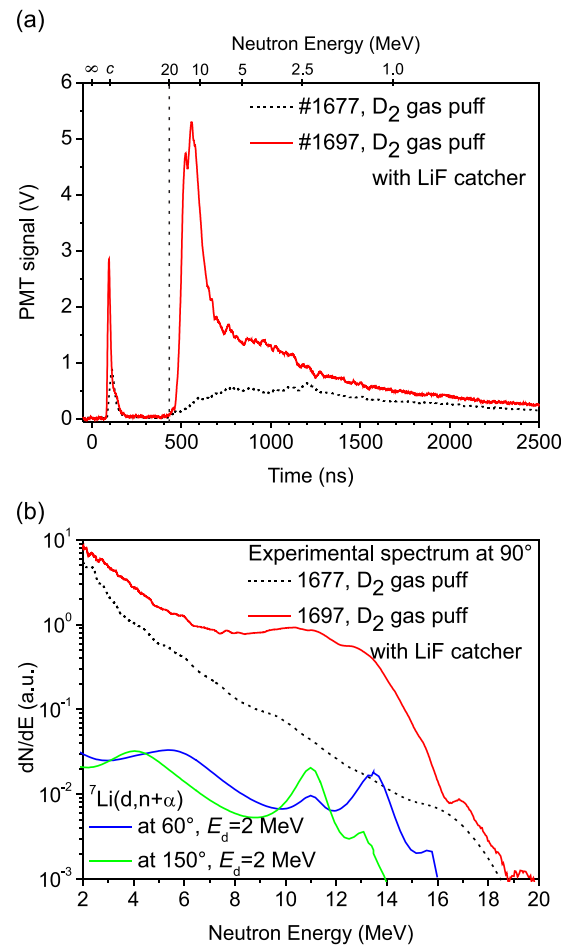 (a)
Neutron Energy (MeV)
∞ c 20 10 5 2.5 1.0
6
5
4
3
2
1
0
PMT signal (V)
#1677, D2 gas puff
#1697, D2 gas puff
with LiF catcher
0 500 1000 1500 2000 2500
Time (ns)
(b)
10^1
10^0
10^-1
10^-2
10^-3
dN/dE (a.u.)
Experimental spectrum at 90°
1677, D2 gas puff
1697, D2 gas puff
with LiF catcher
^7Li(d,n+α)
at 60°, E_d=2 MeV
at 150°, E_d=2 MeV
2 4 6 8 10 12 14 16 18 20
Neutron Energy (MeV)